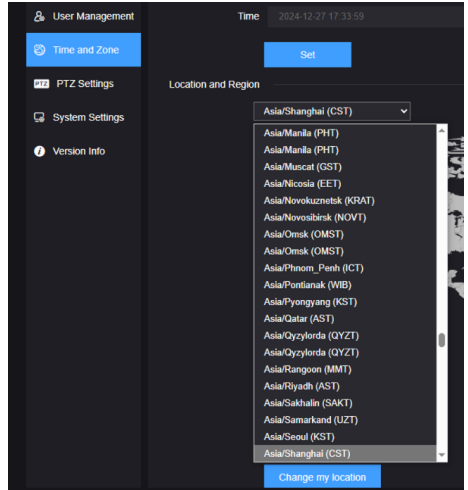 User Management
Time
2024-12-27 17:33:59
Time and Zone
Set
PTZ
PTZ Settings
Location and Region
System Settings
Asia/Shanghai (CST)
Version Info
Asia/Manila (PHT)
Asia/Manila (PHT)
Asia/Muscat (GST)
Asia/Nicosia (EET)
Asia/Novokuznetsk (KRAT)
Asia/Novosibirsk (NOVT)
Asia/Omsk (OMST)
Asia/Omsk (OMST)
Asia/Phnom_Penh (ICT)
Asia/Pontianak (WIB)
Asia/Pyongyang (KST)
Asia/Qatar (AST)
Asia/Qyzylorda (QYZT)
Asia/Qyzylorda (QYZT)
Asia/Rangoon (MMT)
Asia/Riyadh (AST)
Asia/Sakhalin (SAKT)
Asia/Samarkand (UZT)
Asia/Seoul (KST)
Asia/Shanghai (CST)
Change my location